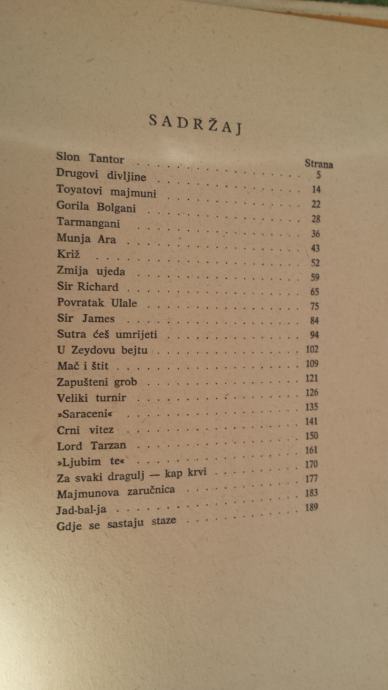 SADRŽAJ
Strana
Slon Tantor . . . . . . . . . . 5
Drugovi divljine . . . . . . . . . . 14
Toyatovi majmuni . . . . . . . . . . 22
Gorila Bolgani . . . . . . . . . . 28
Tarmangani . . . . . . . . . . 36
Munja Ara . . . . . . . . . . 43
Križ . . . . . . . . . . 52
Zmija ujeda . . . . . . . . . . 59
Sir Richard . . . . . . . . . . 65
Povratak Ulale . . . . . . . . . . 75
Sir James . . . . . . . . . . 84
Sutra ćeš umrijeti . . . . . . . . . . 94
U Zeydovu bejtu . . . . . . . . . . 102
Mač i štit . . . . . . . . . . 109
Zapušteni grob . . . . . . . . . . 121
Veliki turnir . . . . . . . . . . 126
»Saraceni« . . . . . . . . . . 135
Crni vitez . . . . . . . . . . 141
Lord Tarzan . . . . . . . . . . 150
»Ljubim te« . . . . . . . . . . 161
Za svaki dragulj — kap krvi . . . . . . . . . . 170
Majmunova zaručnica . . . . . . . . . . 177
Jad-bal-ja . . . . . . . . . . 183
Gdje se sastaju staze . . . . . . . . . . 189